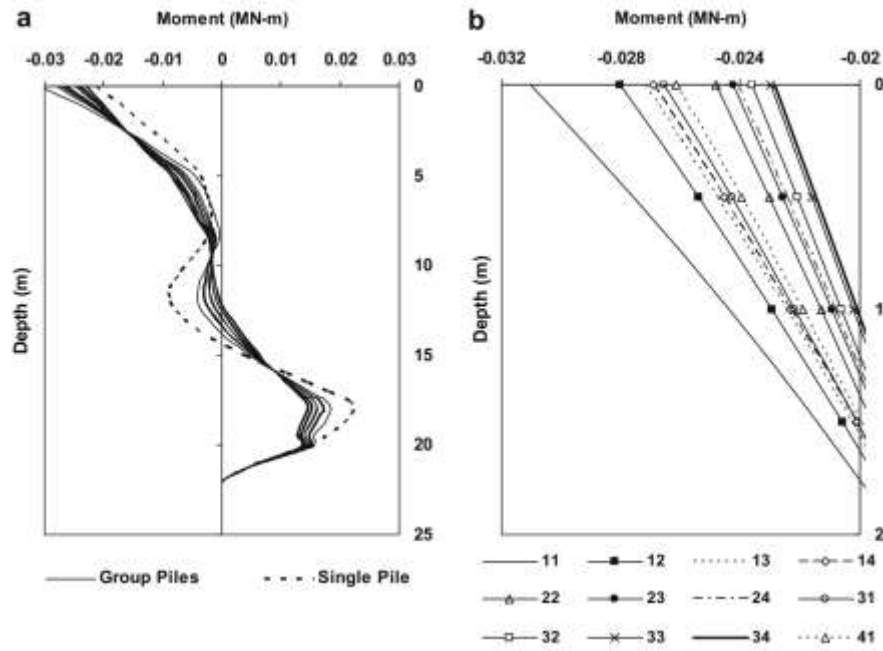 a
Moment (MN-m)
-0.03 -0.02 -0.01 0 0.01 0.02 0.03
0
5
10
15
20
25
Depth (m)
Group Piles Single Pile
b
Moment (MN-m)
-0.032 -0.028 -0.024 -0.02
0
1
2
Depth (m)
11 12 13 14
22 23 24 31
32 33 34 41